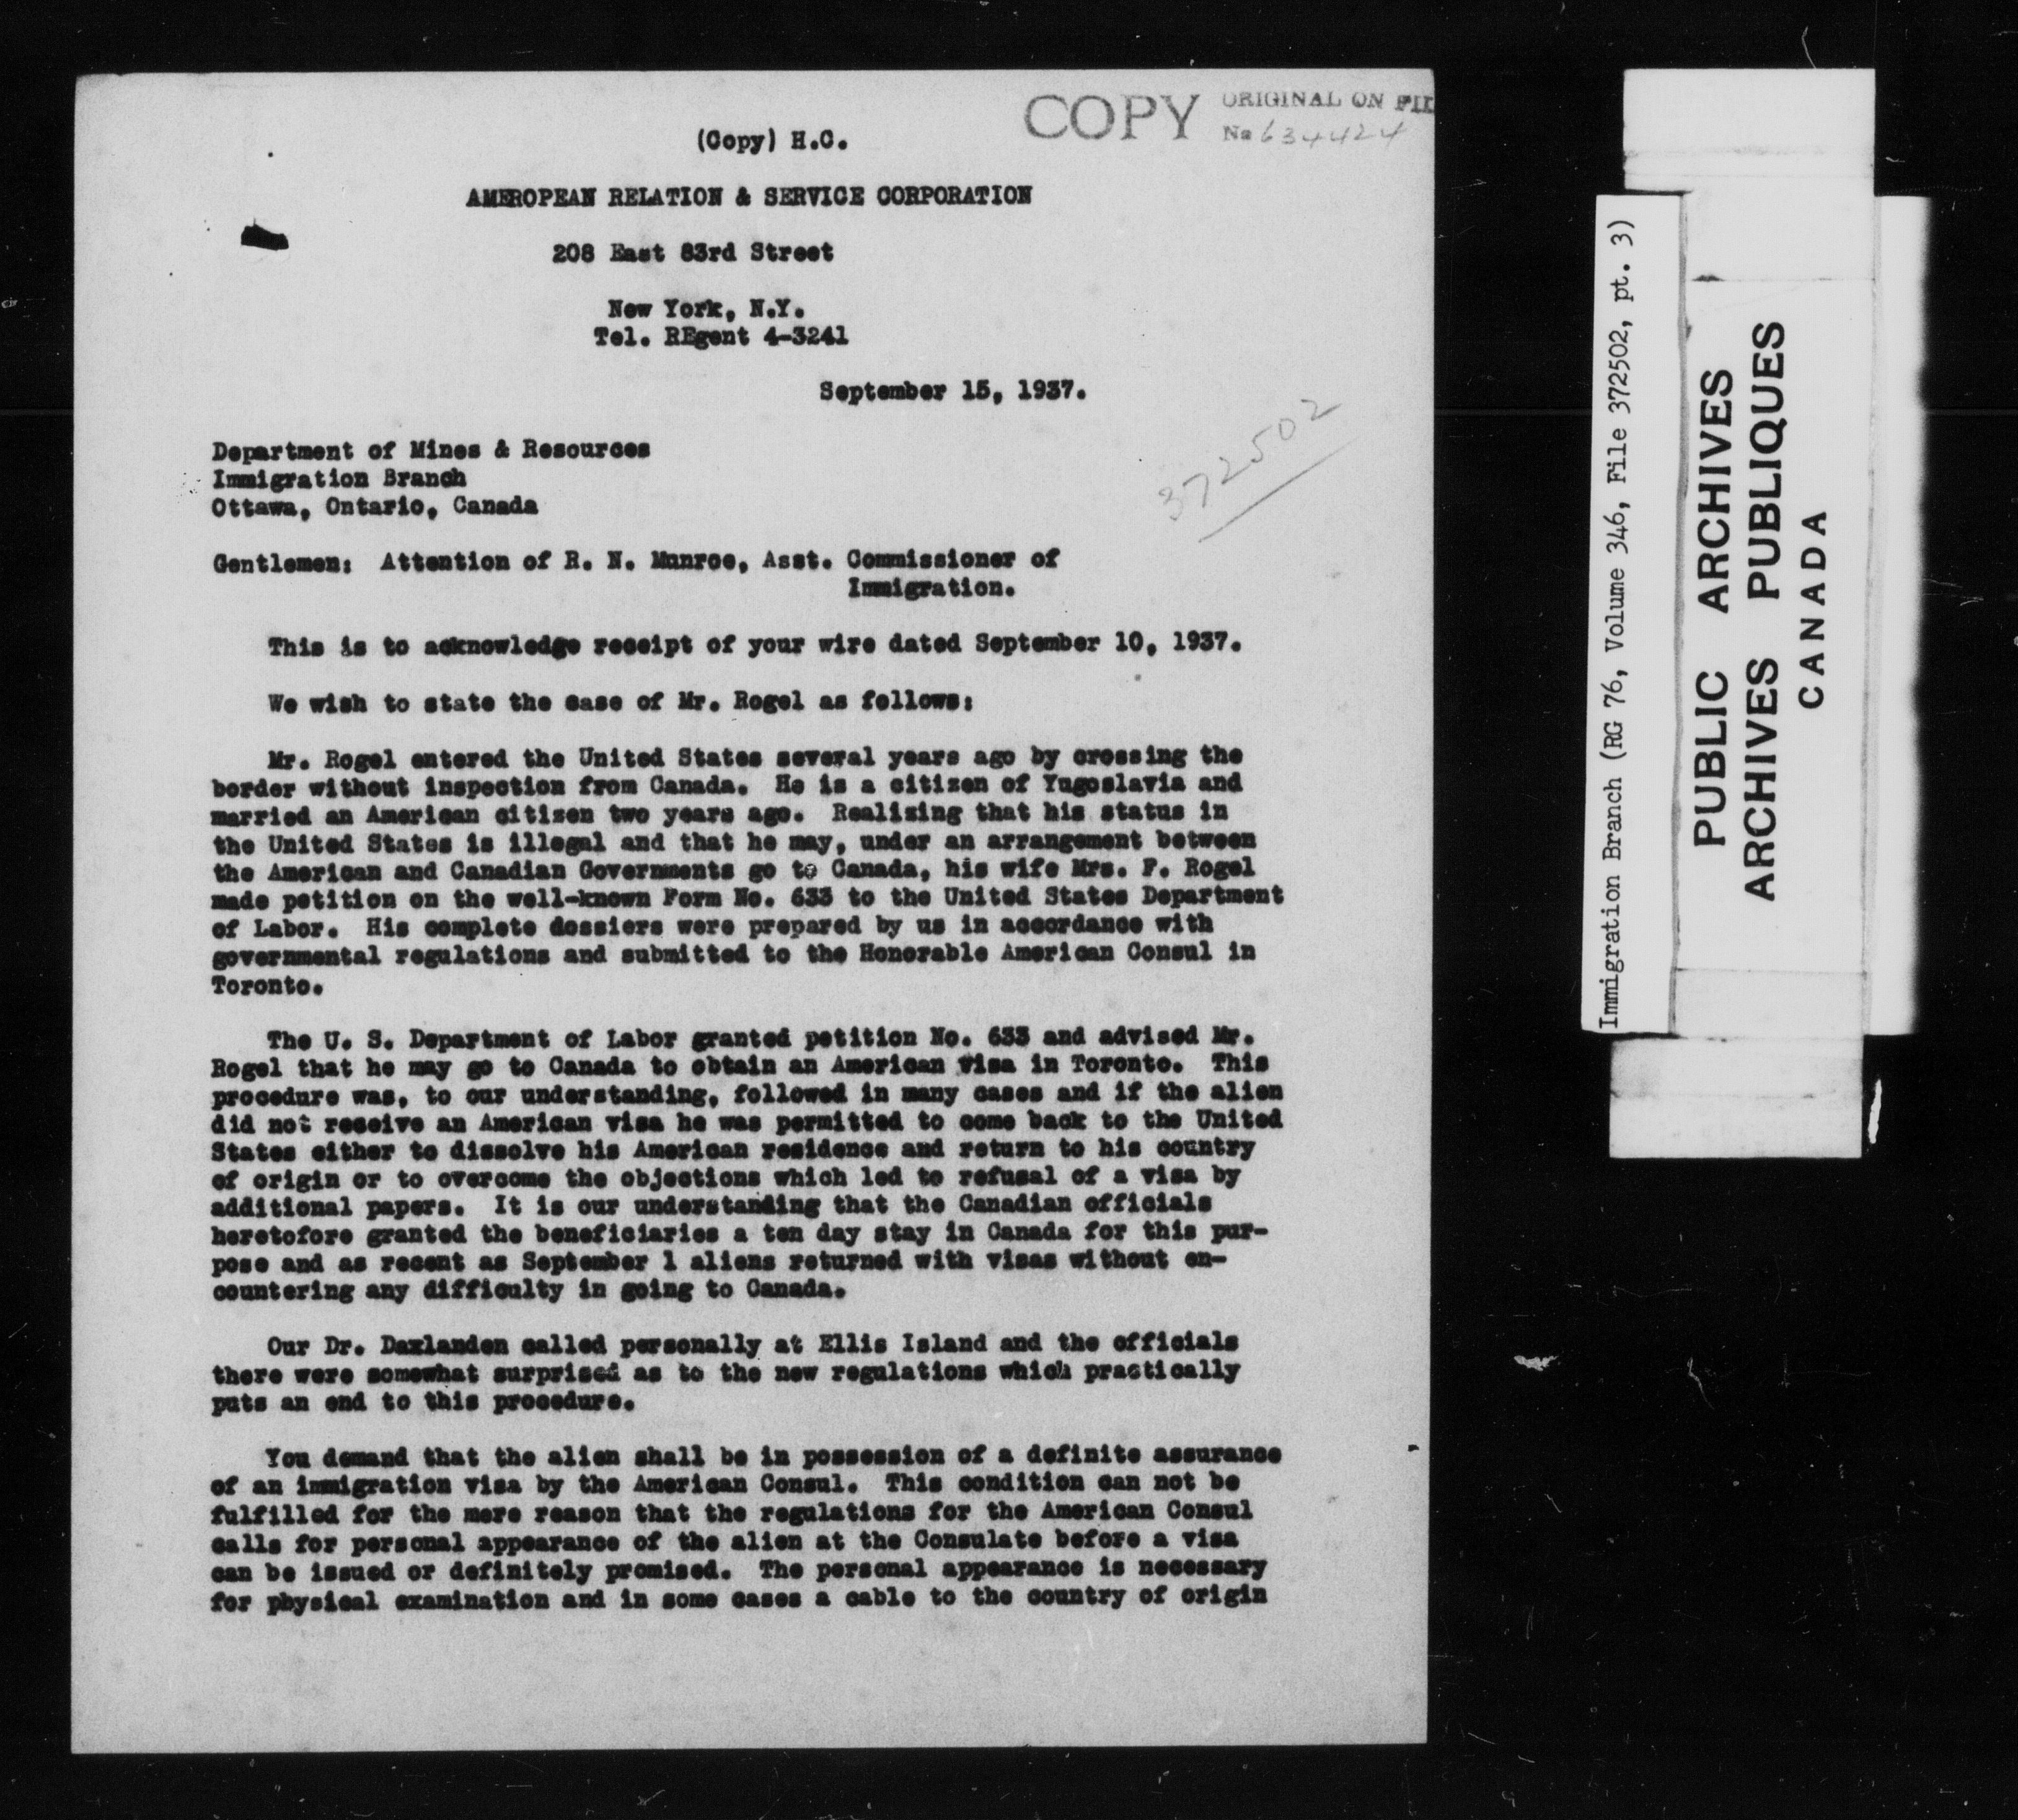 COPY ORIGINAL ON FIL
No 634424
(Copy) H.C.
AMEROPEAN RELATION & SERVICE CORPORATION
208 East 83rd Street
New York, N.Y.
Tel. REgent 4-3241
September 15, 1937.
372502
Department of Mines & Resources
Immigration Branch
Ottawa, Ontario, Canada
Gentlemen: Attention of R. N. Munroe, Asst. Commissioner of
Immigration.
This is to acknowledge receipt of your wire dated September 10, 1937.
We wish to state the case of Mr. Rogel as follows:
Mr. Rogel entered the United States several years ago by crossing the
border without inspection from Canada. He is a citizen of Yugoslavia and
married an American citizen two years ago. Realizing that his status in
the United States is illegal and that he may, under an arrangement between
the American and Canadian Governments go to Canada, his wife Mrs. F. Rogel
made petition on the well-known Form No. 633 to the United States Department
of Labor. His complete dossiers were prepared by us in accordance with
governmental regulations and submitted to the Honorable American Consul in
Toronto.
The U. S. Department of Labor granted petition No. 633 and advised Mr.
Rogel that he may go to Canada to obtain an American visa in Toronto. This
procedure was, to our understanding, followed in many cases and if the alien
did not receive an American visa he was permitted to come back to the United
States either to dissolve his American residence and return to his country
of origin or to overcome the objections which led to refusal of a visa by
additional papers. It is our understanding that the Canadian officials
heretofore granted the beneficiaries a ten day stay in Canada for this pur-
pose and as recent as September 1 aliens returned with visas without en-
countering any difficulty in going to Canada.
Our Dr. Daxlanden called personally at Ellis Island and the officials
there were somewhat surprised as to the new regulations which practically
puts an end to this procedure.
You demand that the alien shall be in possession of a definite assurance
of an immigration visa by the American Consul. This condition can not be
fulfilled for the mere reason that the regulations for the American Consul
calls for personal appearance of the alien at the Consulate before a visa
can be issued or definitely promised. The personal appearance is necessary
for physical examination and in some cases a cable to the country of origin
Immigration Branch (RG 76, Volume 346, File 372502, pt. 3)
PUBLIC ARCHIVES
ARCHIVES PUBLIQUES
CANADA